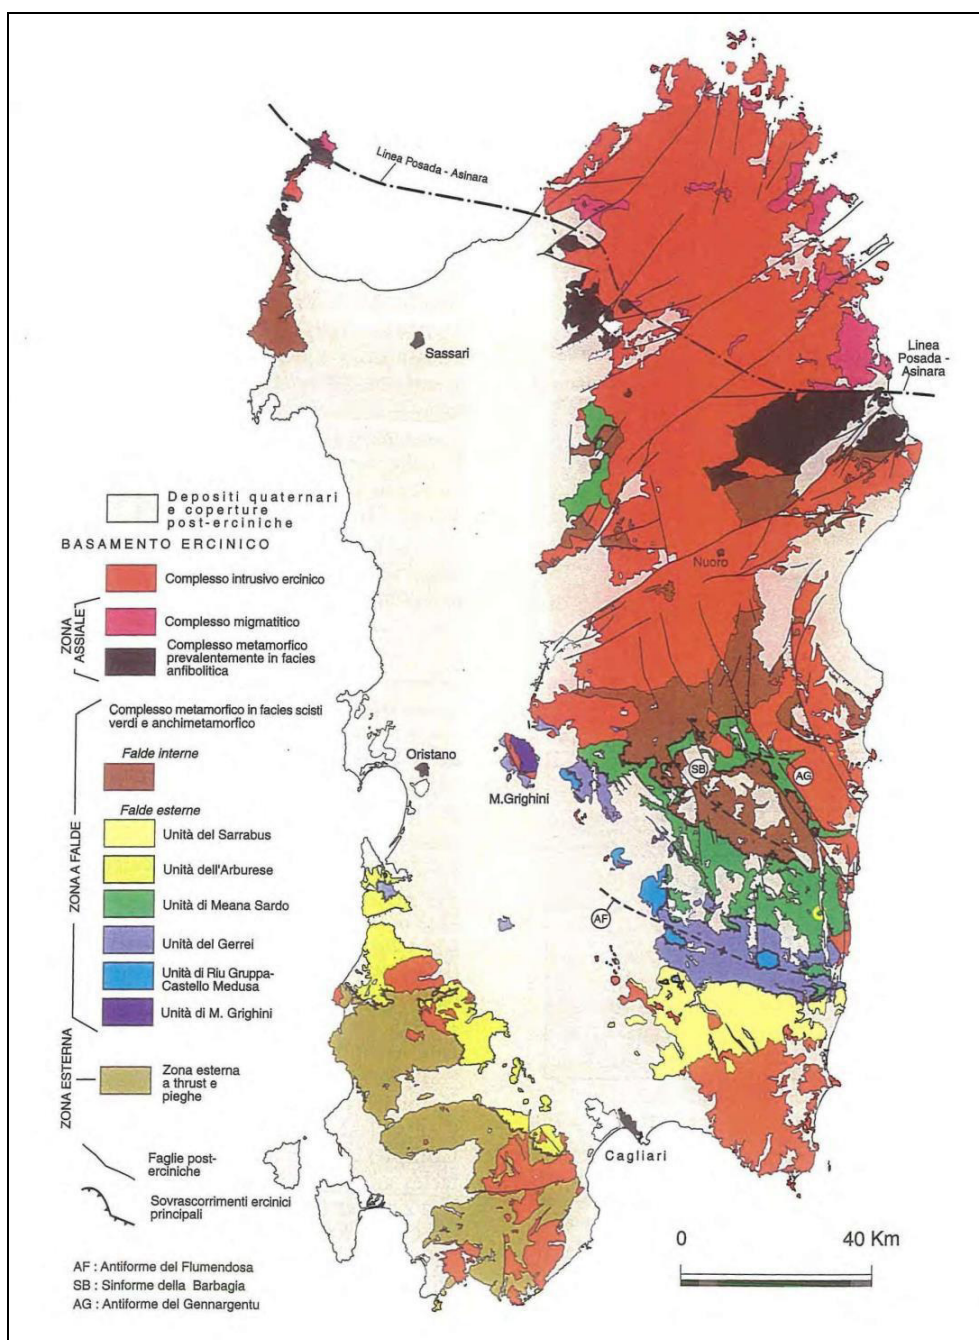 Linea Posada - Asinara
Sassari
Linea
Posada -
Asinara
Nuoro
Oristano
M.Grighini
SB
AG
AF
Cagliari
0 40 Km
Depositi quaternari
e coperture
post-erciniche
BASAMENTO ERCINICO
Complesso intrusivo ercinico
ZONA
ASSIALE
Complesso migmatitico
Complesso metamorfico
prevalentemente in facies
anfibolitica
ZONA A FALDE
Complesso metamorfico in facies scisti
verdi e anchimetamorfico
Falde interne
Falde esterne
Unità del Sarrabus
Unità dell'Arburese
Unità di Meana Sardo
Unità del Gerrei
Unità di Riu Gruppa-
Castello Medusa
Unità di M. Grighini
ZONA ESTERNA
Zona esterna
a thrust e
pieghe
Faglie post-
erciniche
Sovrascorrimenti ercinici
principali
AF : Antiforme del Flumendosa
SB : Sinforme della Barbagia
AG : Antiforme del Gennargentu